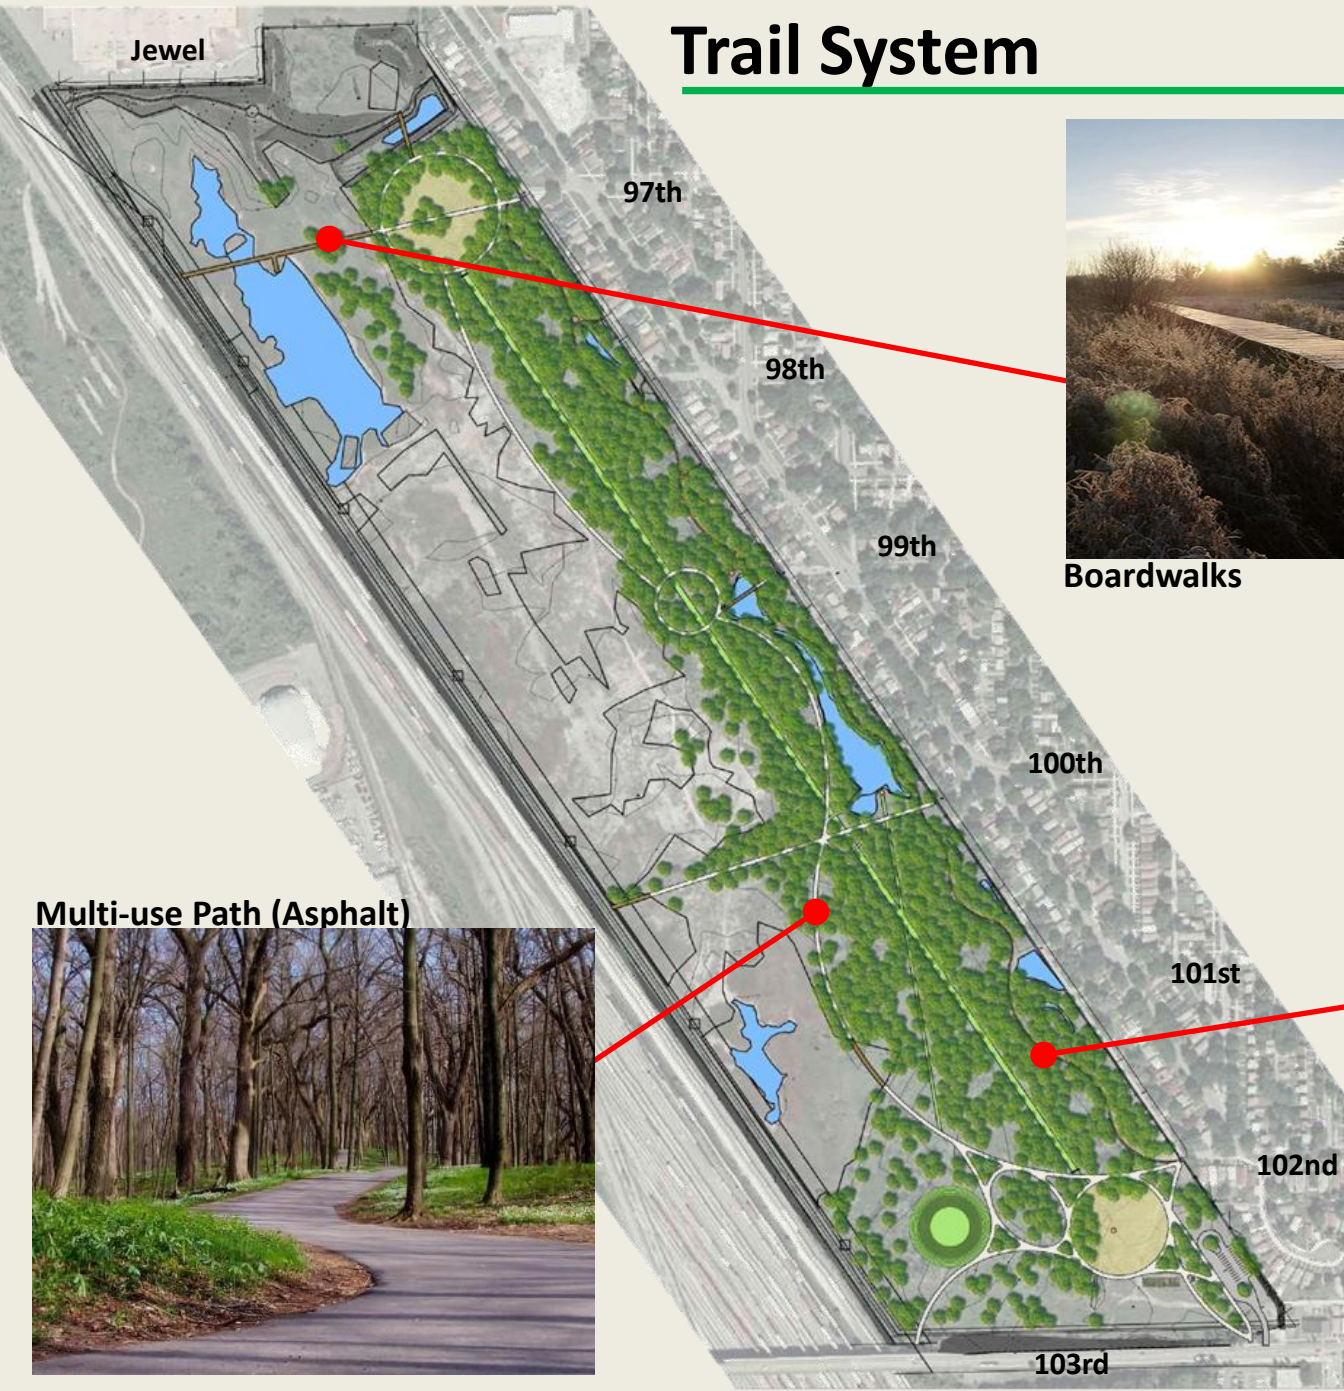 Trail System
Jewel
97th
98th
99th
Boardwalks
100th
Multi-use Path (Asphalt)
101st
102nd
103rd